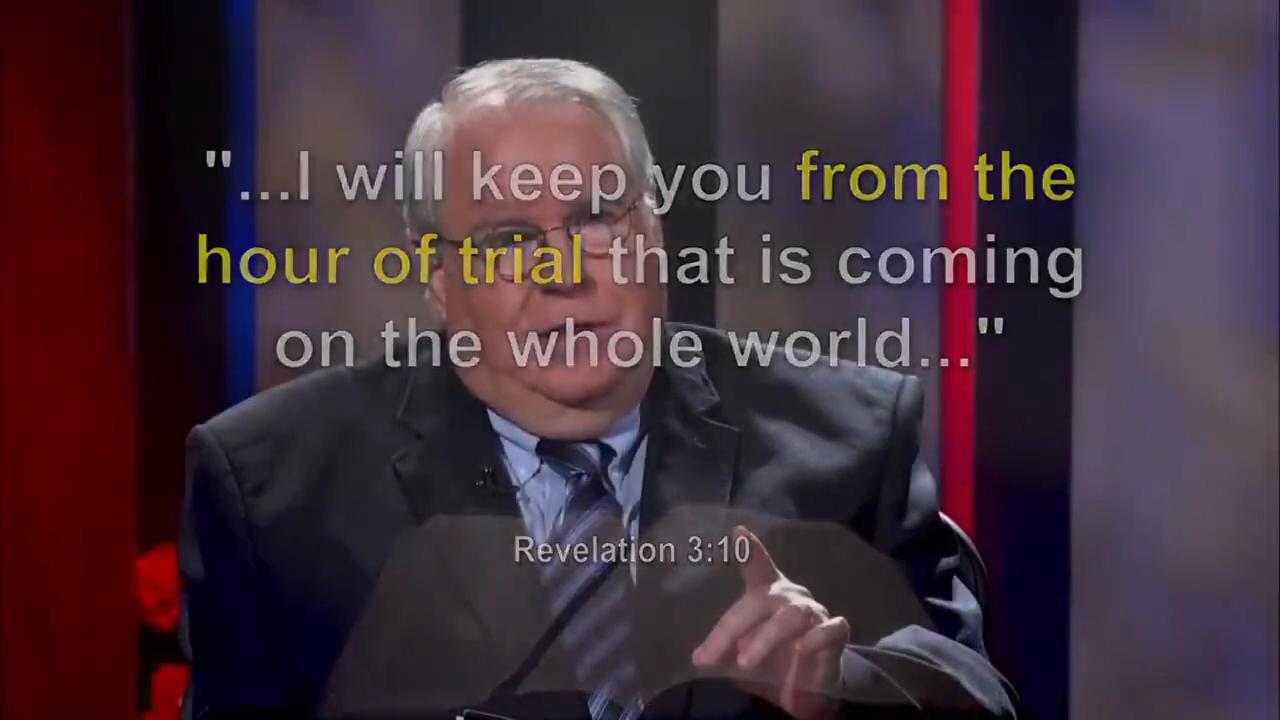 "...I will keep you from the
hour of trial that is coming
on the whole world..."
Revelation 3:10